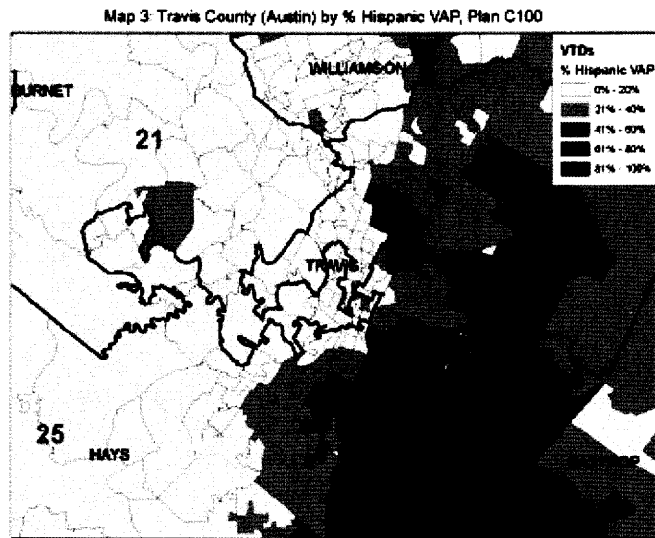 Map 3: Travis County (Austin) by % Hispanic VAP, Plan C100
VTDs
% Hispanic VAP
0% - 20%
21% - 40%
41% - 60%
61% - 80%
81% - 100%
WILLIAMSON
BURNET
21
TRAVIS
25
HAYS